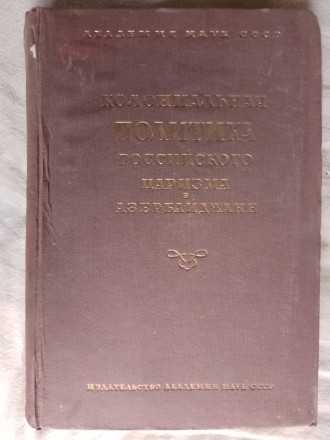 АКАДЕМИЯ НАУК СССР
КОЛОНИАЛЬНАЯ
ПОЛИТИКА
РОССИЙСКОГО
ЦАРИЗМА
В
АЗЕРБАЙДЖАНЕ
ИЗДАТЕЛЬСТВО АКАДЕМИИ НАУК СССР